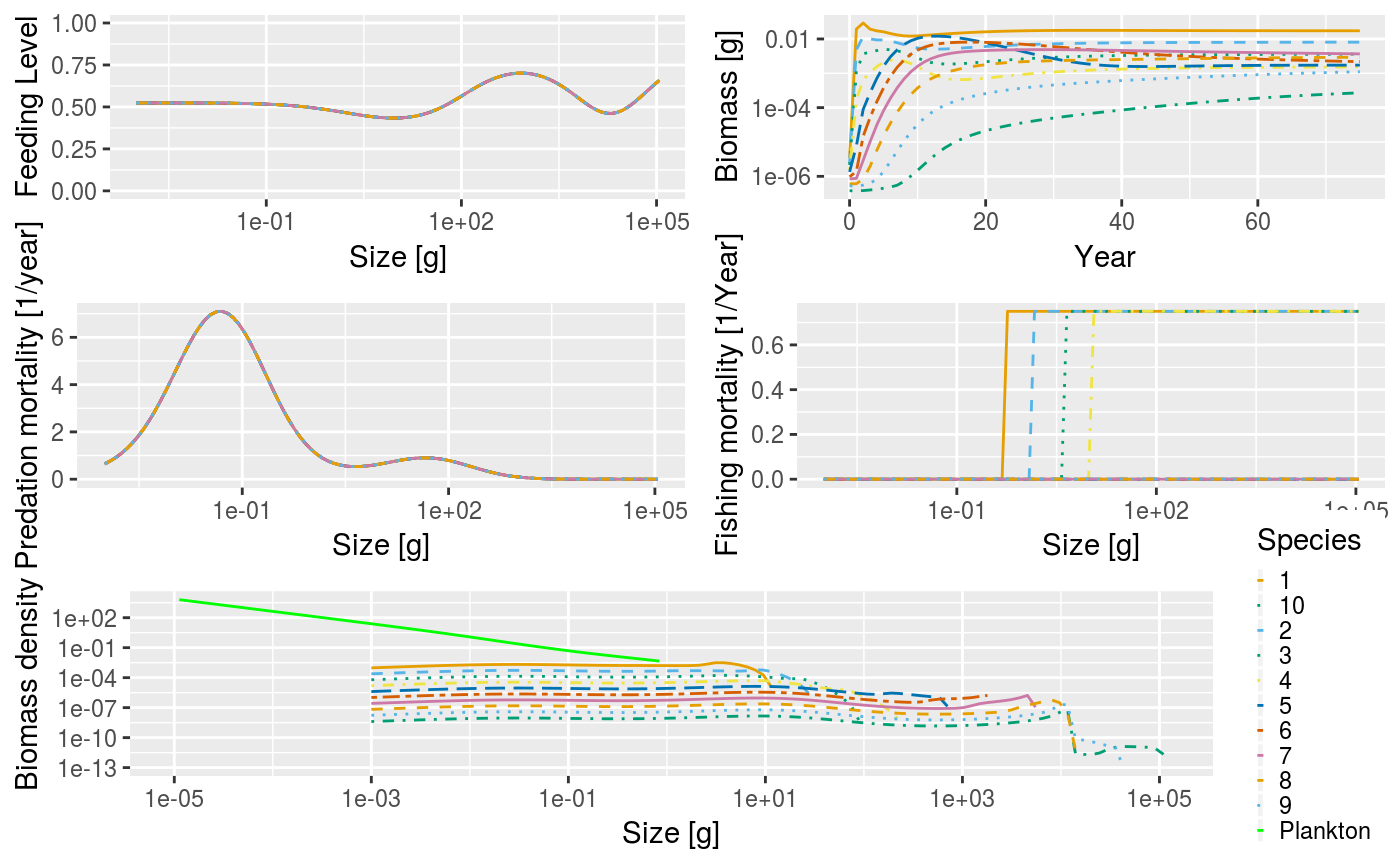 Feeding Level
1.00
0.75
0.50
0.25
0.00
1e-01
1e+02
1e+05
Size [g]
Biomass [g]
0.01
1e-04
1e-06
0
20
40
60
Year
Predation mortality [1/year]
6
4
2
0
1e-01
1e+02
1e+05
Size [g]
Fishing mortality [1/Year]
0.6
0.4
0.2
0.0
1e-01
1e+02
1e+05
Size [g]
Biomass density
1e+02
1e-01
1e-04
1e-07
1e-10
1e-13
1e-05
1e-03
1e-01
1e+01
1e+03
1e+05
Size [g]
Species
1
10
2
3
4
5
6
7
8
9
Plankton